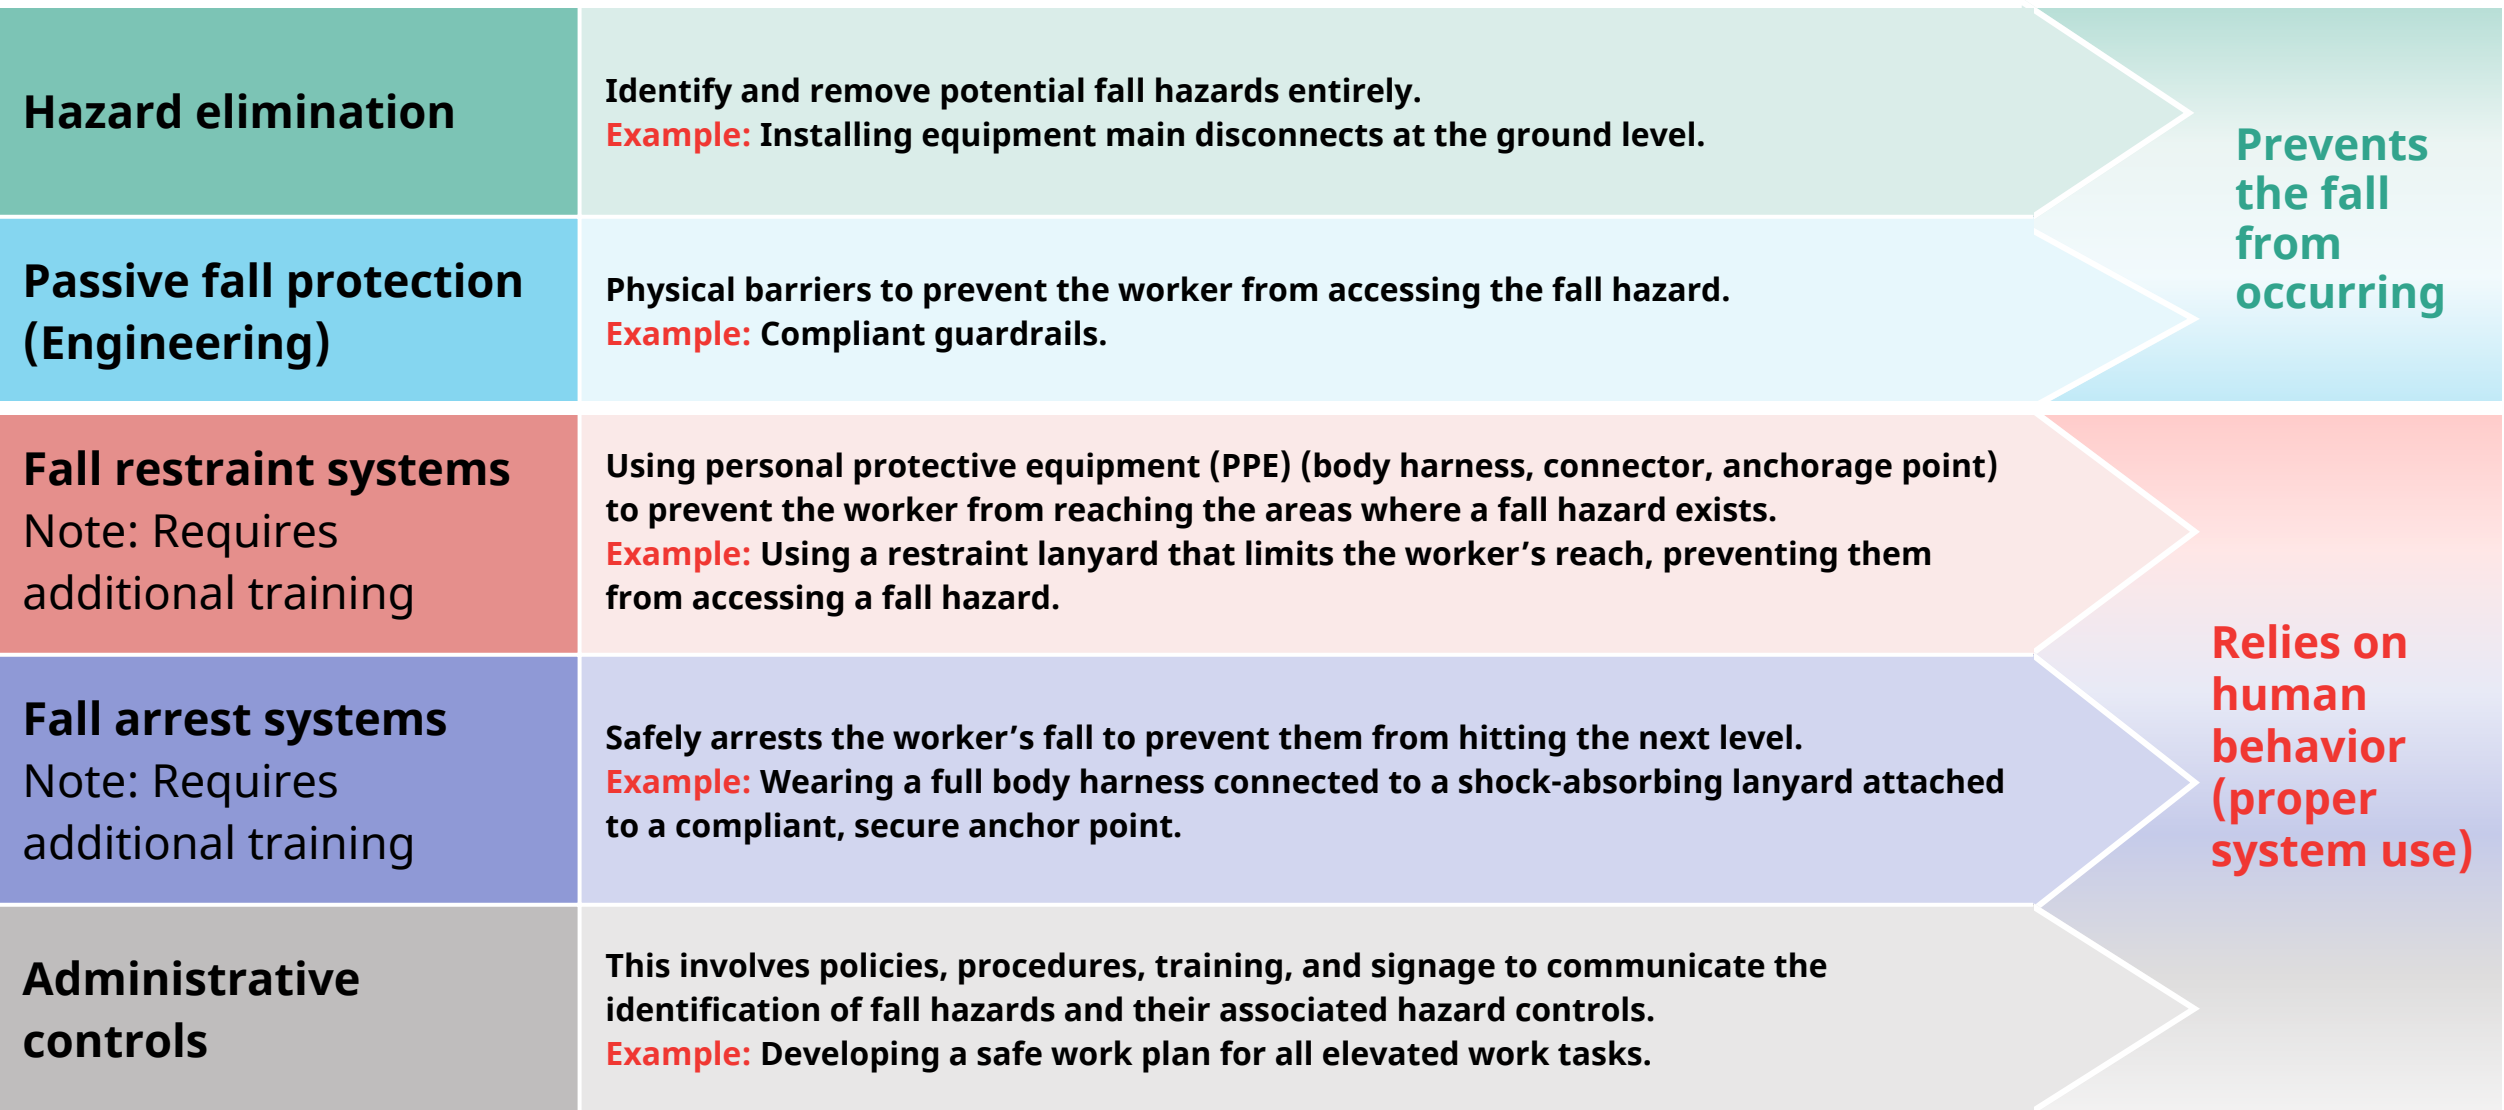 Hazard elimination
Identify and remove potential fall hazards entirely.
Example: Installing equipment main disconnects at the ground level.
Passive fall protection
(Engineering)
Physical barriers to prevent the worker from accessing the fall hazard.
Example: Compliant guardrails.
Prevents
the fall
from
occurring
Fall restraint systems
Note: Requires
additional training
Using personal protective equipment (PPE) (body harness, connector, anchorage point)
to prevent the worker from reaching the areas where a fall hazard exists.
Example: Using a restraint lanyard that limits the worker’s reach, preventing them
from accessing a fall hazard.
Fall arrest systems
Note: Requires
additional training
Safely arrests the worker’s fall to prevent them from hitting the next level.
Example: Wearing a full body harness connected to a shock-absorbing lanyard attached
to a compliant, secure anchor point.
Administrative
controls
This involves policies, procedures, training, and signage to communicate the
identification of fall hazards and their associated hazard controls.
Example: Developing a safe work plan for all elevated work tasks.
Relies on
human
behavior
(proper
system use)